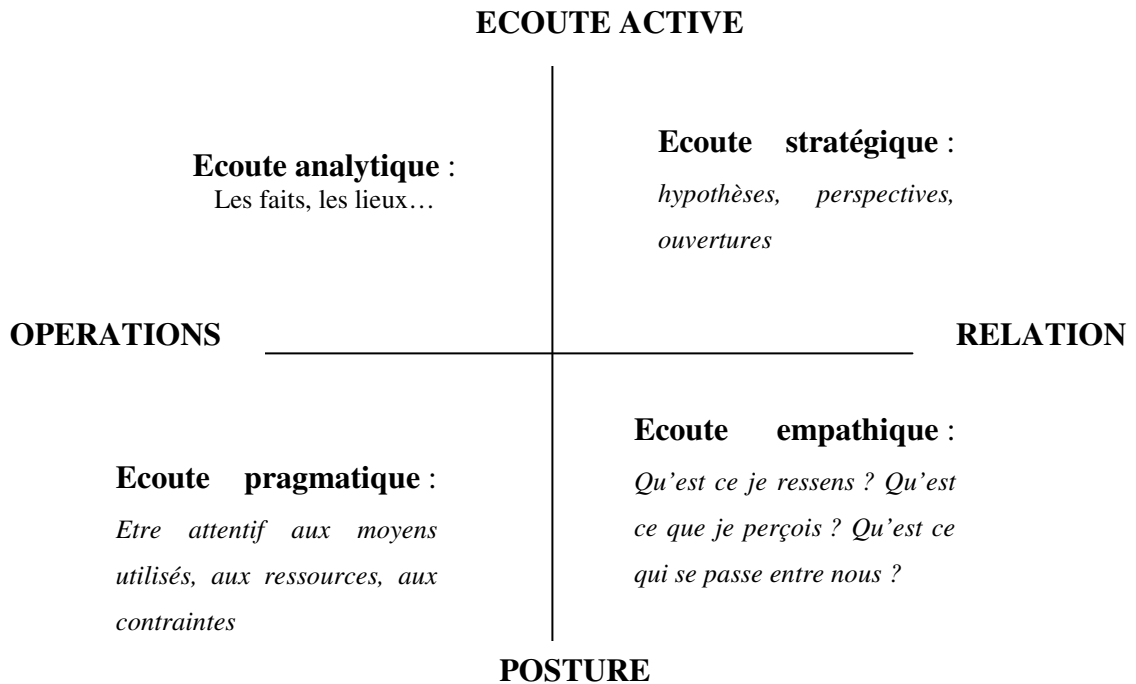 ECOUTE ACTIVE
Ecoute analytique :
Les faits, les lieux…
Ecoute stratégique :
hypothèses, perspectives,
ouvertures
OPERATIONS
RELATION
Ecoute pragmatique :
Etre attentif aux moyens
utilisés, aux ressources, aux
contraintes
Ecoute empathique :
Qu’est ce je ressens ? Qu’est
ce que je perçois ? Qu’est ce
qui se passe entre nous ?
POSTURE